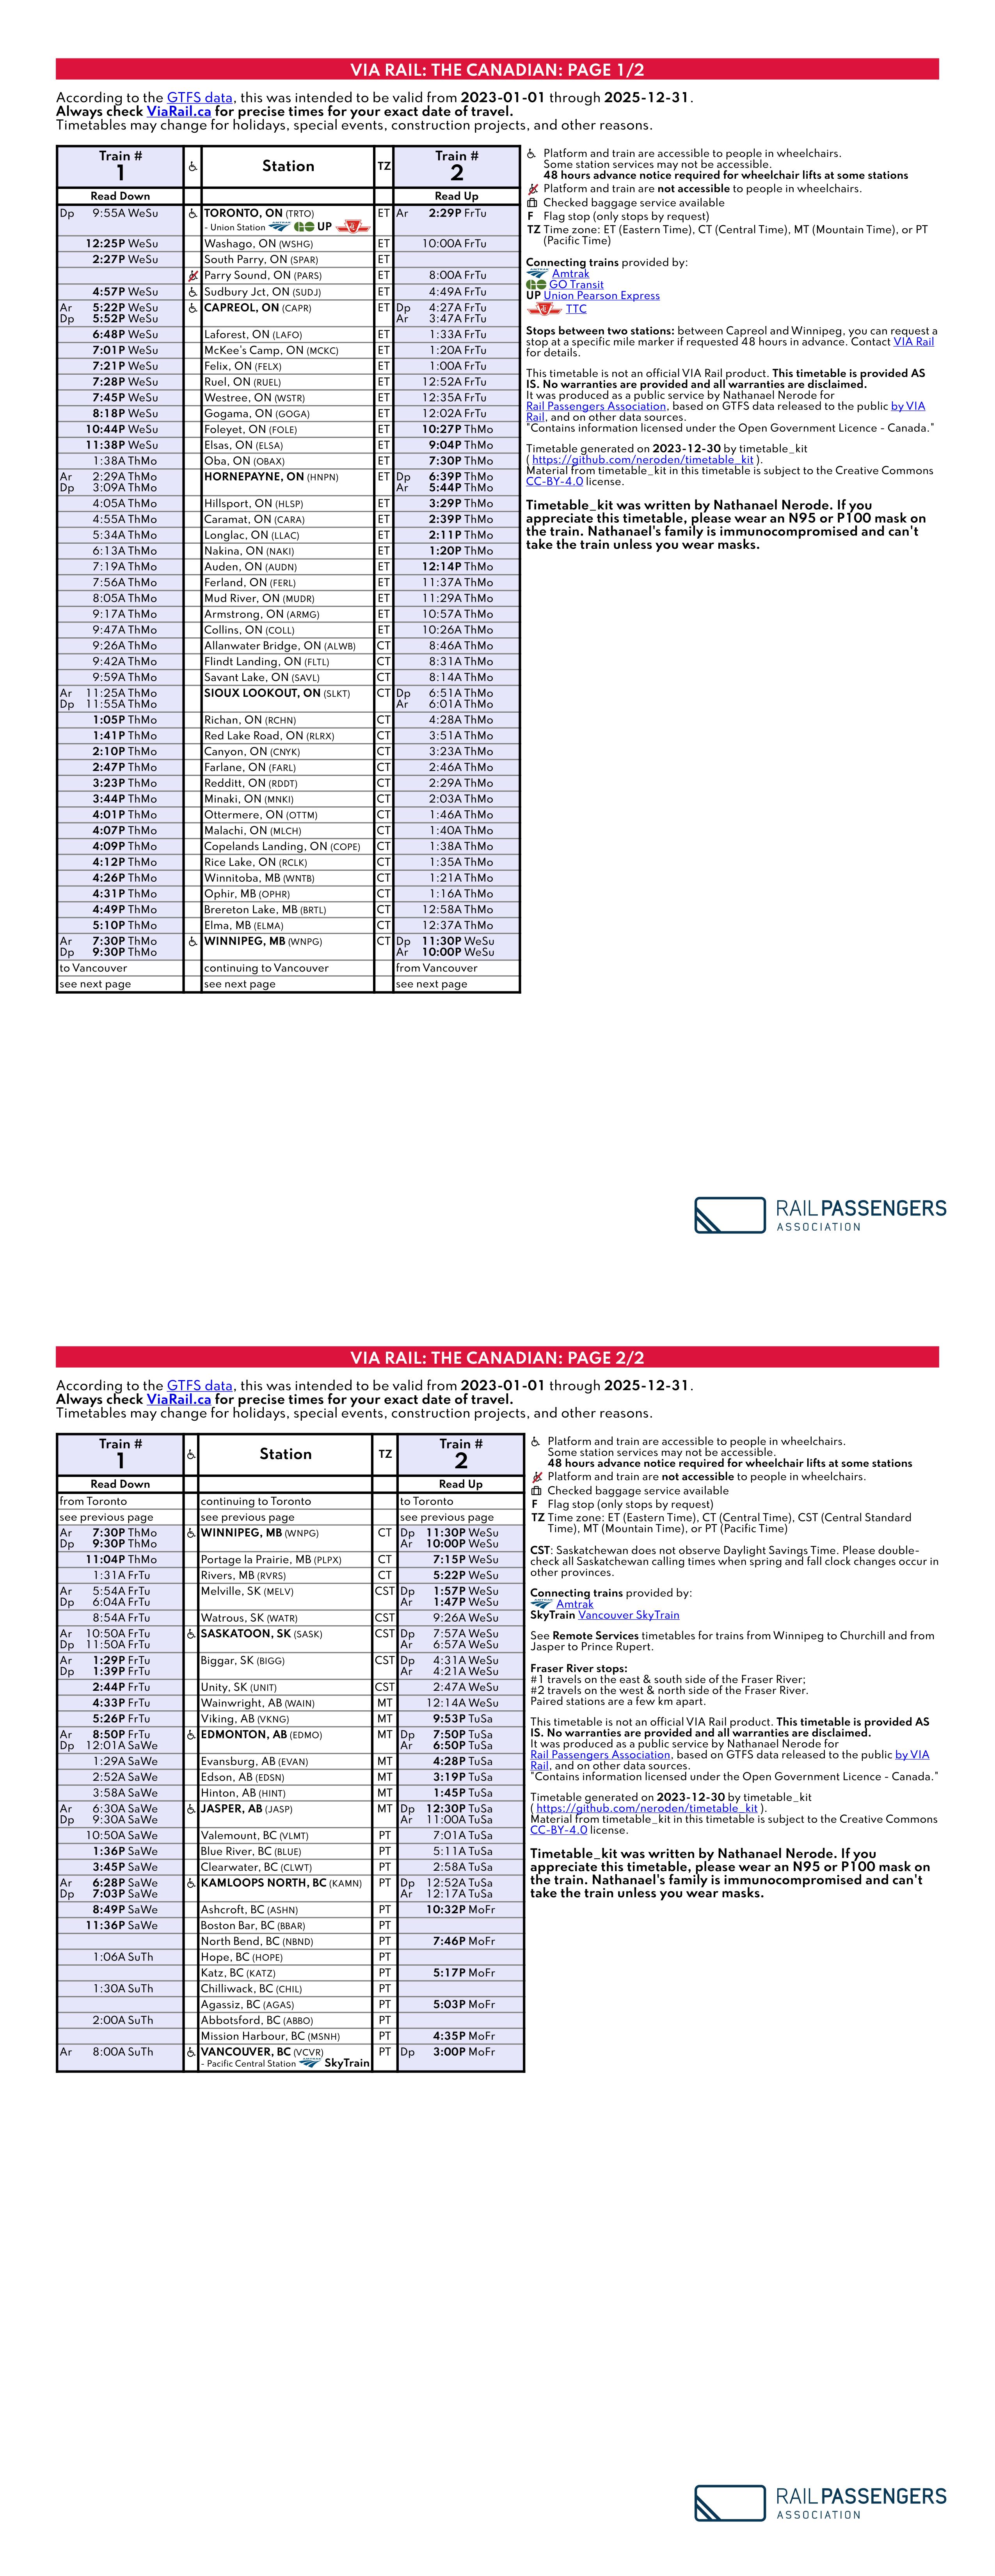 VIA RAIL: THE CANADIAN: PAGE 1/2
According to the GTFS data, this was intended to be valid from 2023-01-01 through 2025-12-31.
Always check ViaRail.ca for precise times for your exact date of travel.
Timetables may change for holidays, special events, construction projects, and other reasons.
Train # 1 Station TZ Train # 2
Read Down Read Up
Dp 9:55A WeSu TORONTO, ON (TRTO) ET Ar 2:29P FrTu
- Union Station AMTRAK GO UP TTC
12:25P WeSu Washago, ON (WSHG) ET 10:00A FrTu
2:27P WeSu South Parry, ON (SPAR) ET
Parry Sound, ON (PARS) ET 8:00A FrTu
4:57P WeSu Sudbury Jct, ON (SUDJ) ET 4:49A FrTu
Ar 5:22P WeSu CAPREOL, ON (CAPR) ET Dp 4:27A FrTu
Dp 5:52P WeSu Ar 3:47A FrTu
6:48P WeSu Laforest, ON (LAFO) ET 1:33A FrTu
7:01P WeSu McKee's Camp, ON (MCKC) ET 1:20A FrTu
7:21P WeSu Felix, ON (FELX) ET 1:00A FrTu
7:28P WeSu Ruel, ON (RUEL) ET 12:52A FrTu
7:45P WeSu Westree, ON (WSTR) ET 12:35A FrTu
8:18P WeSu Gogama, ON (GOGA) ET 12:02A FrTu
10:44P WeSu Foleyet, ON (FOLE) ET 10:27P ThMo
11:38P WeSu Elsas, ON (ELSA) ET 9:04P ThMo
1:38A ThMo Oba, ON (OBAX) ET 7:30P ThMo
Ar 2:29A ThMo HORNEPAYNE, ON (HNPN) ET Dp 6:39P ThMo
Dp 3:09A ThMo Ar 5:44P ThMo
4:05A ThMo Hillsport, ON (HLSP) ET 3:29P ThMo
4:55A ThMo Caramat, ON (CARA) ET 2:39P ThMo
5:34A ThMo Longlac, ON (LLAC) ET 2:11P ThMo
6:13A ThMo Nakina, ON (NAKI) ET 1:20P ThMo
7:19A ThMo Auden, ON (AUDN) ET 12:14P ThMo
7:56A ThMo Ferland, ON (FERL) ET 11:37A ThMo
8:05A ThMo Mud River, ON (MUDR) ET 11:29A ThMo
9:17A ThMo Armstrong, ON (ARMG) ET 10:57A ThMo
9:47A ThMo Collins, ON (COLL) ET 10:26A ThMo
9:26A ThMo Allanwater Bridge, ON (ALWB) CT 8:46A ThMo
9:42A ThMo Flindt Landing, ON (FLTL) CT 8:31A ThMo
9:59A ThMo Savant Lake, ON (SAVL) CT 8:14A ThMo
Ar 11:25A ThMo SIOUX LOOKOUT, ON (SLKT) CT Dp 6:51A ThMo
Dp 11:55A ThMo Ar 6:01A ThMo
1:05P ThMo Richan, ON (RCHN) CT 4:28A ThMo
1:41P ThMo Red Lake Road, ON (RLRX) CT 3:51A ThMo
2:10P ThMo Canyon, ON (CNYK) CT 3:23A ThMo
2:47P ThMo Farlane, ON (FARL) CT 2:46A ThMo
3:23P ThMo Redditt, ON (RDDT) CT 2:29A ThMo
3:44P ThMo Minaki, ON (MNKI) CT 2:03A ThMo
4:01P ThMo Ottermere, ON (OTTM) CT 1:46A ThMo
4:07P ThMo Malachi, ON (MLCH) CT 1:40A ThMo
4:09P ThMo Copelands Landing, ON (COPE) CT 1:38A ThMo
4:12P ThMo Rice Lake, ON (RCLK) CT 1:35A ThMo
4:26P ThMo Winnitoba, MB (WNTB) CT 1:21A ThMo
4:31P ThMo Ophir, MB (OPHR) CT 1:16A ThMo
4:49P ThMo Brereton Lake, MB (BRTL) CT 12:58A ThMo
5:10P ThMo Elma, MB (ELMA) CT 12:37A ThMo
Ar 7:30P ThMo WINNIPEG, MB (WNPG) CT Dp 11:30P WeSu
Dp 9:30P ThMo Ar 10:00P WeSu
to Vancouver continuing to Vancouver from Vancouver
see next page see next page see next page
Platform and train are accessible to people in wheelchairs.
Some station services may not be accessible.
48 hours advance notice required for wheelchair lifts at some stations
Platform and train are not accessible to people in wheelchairs.
Checked baggage service available
F Flag stop (only stops by request)
TZ Time zone: ET (Eastern Time), CT (Central Time), MT (Mountain Time), or PT
(Pacific Time)
Connecting trains provided by:
AMTRAK Amtrak
GO GO Transit
UP Union Pearson Express
TTC TTC
Stops between two stations: between Capreol and Winnipeg, you can request a
stop at a specific mile marker if requested 48 hours in advance. Contact VIA Rail
for details.
This timetable is not an official VIA Rail product. This timetable is provided AS
IS. No warranties are provided and all warranties are disclaimed.
It was produced as a public service by Nathanael Nerode for
Rail Passengers Association, based on GTFS data released to the public by VIA
Rail, and on other data sources.
"Contains information licensed under the Open Government Licence - Canada."
Timetable generated on 2023-12-30 by timetable_kit
( https://github.com/neroden/timetable_kit ).
Material from timetable_kit in this timetable is subject to the Creative Commons
CC-BY-4.0 license.
Timetable_kit was written by Nathanael Nerode. If you
appreciate this timetable, please wear an N95 or P100 mask on
the train. Nathanael's family is immunocompromised and can't
take the train unless you wear masks.
RAIL PASSENGERS
ASSOCIATION
VIA RAIL: THE CANADIAN: PAGE 2/2
According to the GTFS data, this was intended to be valid from 2023-01-01 through 2025-12-31.
Always check ViaRail.ca for precise times for your exact date of travel.
Timetables may change for holidays, special events, construction projects, and other reasons.
Train # 1 Station TZ Train # 2
Read Down Read Up
from Toronto continuing to Toronto to Toronto
see previous page see previous page see previous page
Ar 7:30P ThMo WINNIPEG, MB (WNPG) CT Dp 11:30P WeSu
Dp 9:30P ThMo Ar 10:00P WeSu
11:04P ThMo Portage la Prairie, MB (PLPX) CT 7:15P WeSu
1:31A FrTu Rivers, MB (RVRS) CT 5:22P WeSu
Ar 5:54A FrTu Melville, SK (MELV) CST Dp 1:57P WeSu
Dp 6:04A FrTu Ar 1:47P WeSu
8:54A FrTu Watrous, SK (WATR) CST 9:26A WeSu
Ar 10:50A FrTu SASKATOON, SK (SASK) CST Dp 7:57A WeSu
Dp 11:50A FrTu Ar 6:57A WeSu
Ar 1:29P FrTu Biggar, SK (BIGG) CST Dp 4:31A WeSu
Dp 1:39P FrTu Ar 4:21A WeSu
2:44P FrTu Unity, SK (UNIT) CST 2:47A WeSu
4:33P FrTu Wainwright, AB (WAIN) MT 12:14A WeSu
5:26P FrTu Viking, AB (VKNG) MT 9:53P TuSa
Ar 8:50P FrTu EDMONTON, AB (EDMO) MT Dp 7:50P TuSa
Dp 12:01A SaWe Ar 6:50P TuSa
1:29A SaWe Evansburg, AB (EVAN) MT 4:28P TuSa
2:52A SaWe Edson, AB (EDSN) MT 3:19P TuSa
3:58A SaWe Hinton, AB (HINT) MT 1:45P TuSa
Ar 6:30A SaWe JASPER, AB (JASP) MT Dp 12:30P TuSa
Dp 9:30A SaWe Ar 11:00A TuSa
10:50A SaWe Valemount, BC (VLMT) PT 7:01A TuSa
1:36P SaWe Blue River, BC (BLUE) PT 5:11A TuSa
3:45P SaWe Clearwater, BC (CLWT) PT 2:58A TuSa
Ar 6:28P SaWe KAMLOOPS NORTH, BC (KAMN) PT Dp 12:52A TuSa
Dp 7:03P SaWe Ar 12:17A TuSa
8:49P SaWe Ashcroft, BC (ASHN) PT 10:32P MoFr
11:36P SaWe Boston Bar, BC (BBAR) PT
North Bend, BC (NBND) PT 7:46P MoFr
1:06A SuTh Hope, BC (HOPE) PT
Katz, BC (KATZ) PT 5:17P MoFr
1:30A SuTh Chilliwack, BC (CHIL) PT
Agassiz, BC (AGAS) PT 5:03P MoFr
2:00A SuTh Abbotsford, BC (ABBO) PT
Mission Harbour, BC (MSNH) PT 4:35P MoFr
Ar 8:00A SuTh VANCOUVER, BC (VCVR) PT Dp 3:00P MoFr
- Pacific Central Station AMTRAK SkyTrain
Platform and train are accessible to people in wheelchairs.
Some station services may not be accessible.
48 hours advance notice required for wheelchair lifts at some stations
Platform and train are not accessible to people in wheelchairs.
Checked baggage service available
F Flag stop (only stops by request)
TZ Time zone: ET (Eastern Time), CT (Central Time), CST (Central Standard
Time), MT (Mountain Time), or PT (Pacific Time)
CST: Saskatchewan does not observe Daylight Savings Time. Please double-
check all Saskatchewan calling times when spring and fall clock changes occur in
other provinces.
Connecting trains provided by:
AMTRAK Amtrak
SkyTrain Vancouver SkyTrain
See Remote Services timetables for trains from Winnipeg to Churchill and from
Jasper to Prince Rupert.
Fraser River stops:
#1 travels on the east & south side of the Fraser River;
#2 travels on the west & north side of the Fraser River.
Paired stations are a few km apart.
This timetable is not an official VIA Rail product. This timetable is provided AS
IS. No warranties are provided and all warranties are disclaimed.
It was produced as a public service by Nathanael Nerode for
Rail Passengers Association, based on GTFS data released to the public by VIA
Rail, and on other data sources.
"Contains information licensed under the Open Government Licence - Canada."
Timetable generated on 2023-12-30 by timetable_kit
( https://github.com/neroden/timetable_kit ).
Material from timetable_kit in this timetable is subject to the Creative Commons
CC-BY-4.0 license.
Timetable_kit was written by Nathanael Nerode. If you
appreciate this timetable, please wear an N95 or P100 mask on
the train. Nathanael's family is immunocompromised and can't
take the train unless you wear masks.
RAIL PASSENGERS
ASSOCIATION